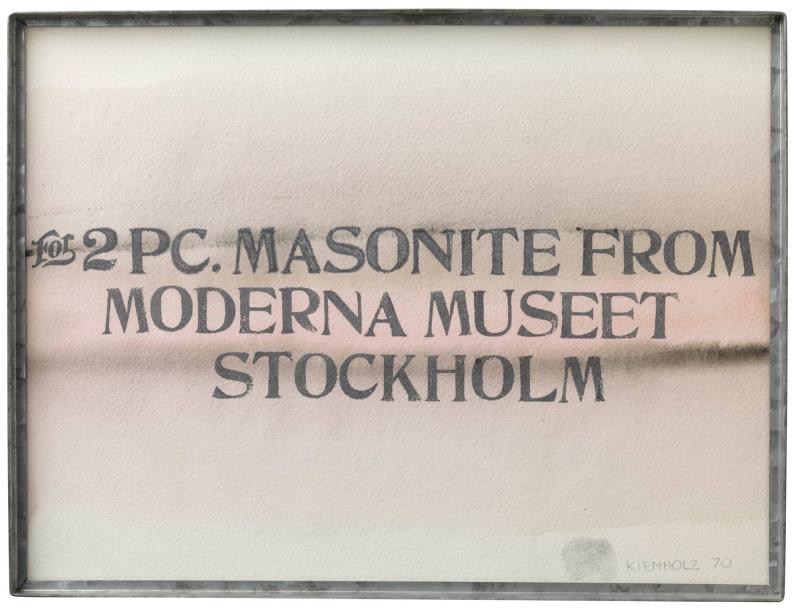 For 2 PC. MASONITE FROM
MODERNA MUSEET
STOCKHOLM
KIENHOLZ 70